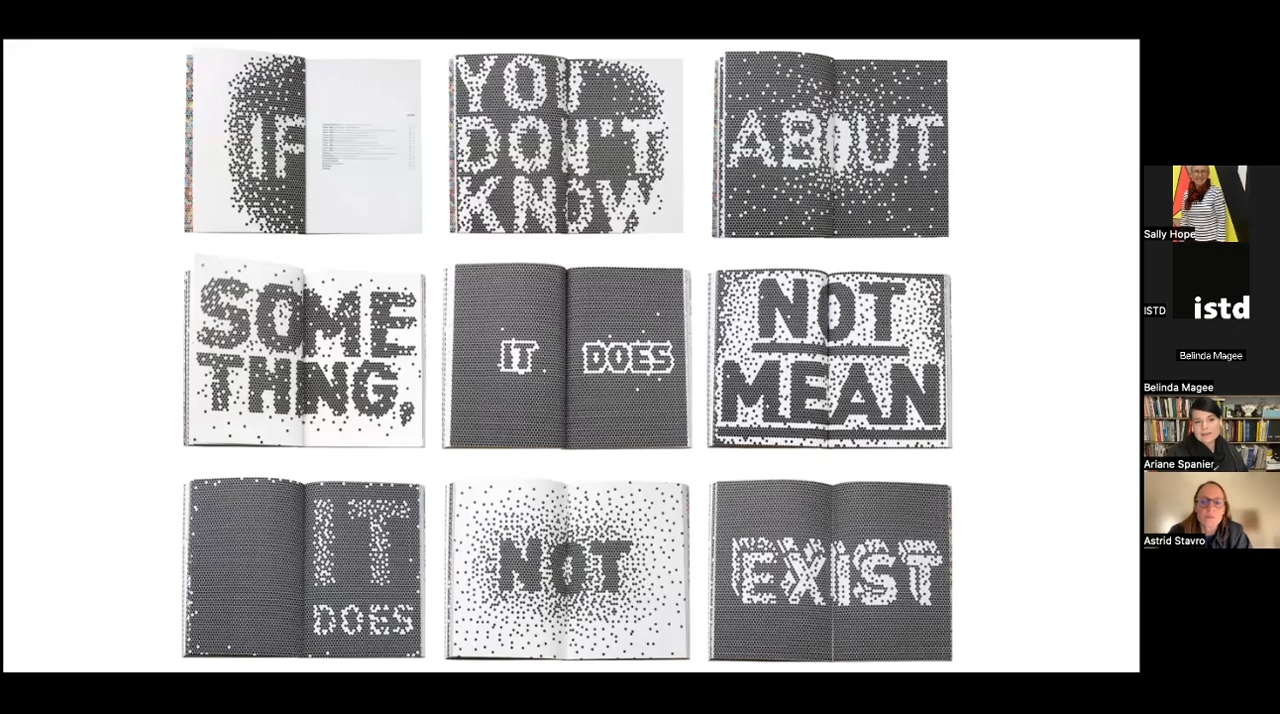 IF
YOU
DON'T
KNOW
ABOUT
SOME
THNG,
IT DOES
NOT
MEAN
IT
DOES
NOT
EXIST
Sally Hope
istd
ISTD
Belinda Magee
Belinda Magee
Ariane Spanier
Astrid Stavro